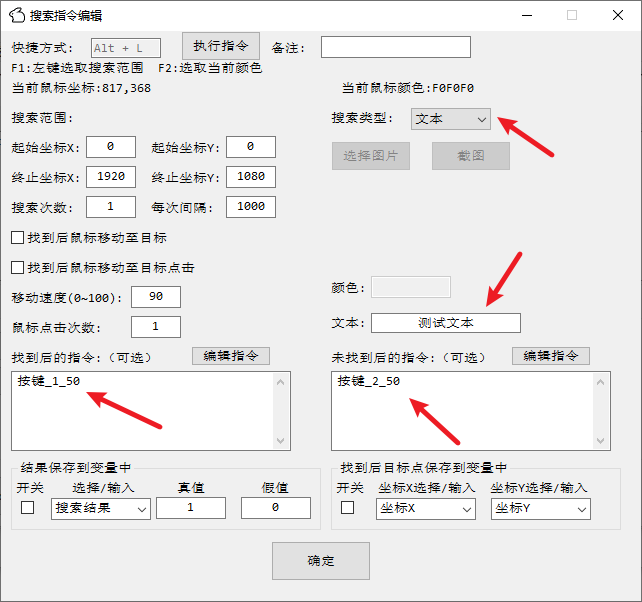 搜索指令编辑
快捷方式: Alt + L 执行指令 备注:
F1:左键选取搜索范围 F2:选取当前颜色
当前鼠标坐标:817,368 当前鼠标颜色:F0F0F0
搜索范围: 搜索类型: 文本
起始坐标X: 0 起始坐标Y: 0 选择图片 截图
终止坐标X: 1920 终止坐标Y: 1080
搜索次数: 1 每次间隔: 1000
找到后鼠标移动至目标
找到后鼠标移动至目标点击
颜色:
移动速度(0~100): 90
鼠标点击次数: 1 文本: 测试文本
找到后的指令:（可选） 编辑指令 未找到后的指令:（可选） 编辑指令
按键_1_50 按键_2_50
结果保存到变量中 找到后目标点保存到变量中
开关 选择/输入 真值 假值 开关 坐标X选择/输入 坐标Y选择/输入
搜索结果 1 0 坐标X 坐标Y
确定